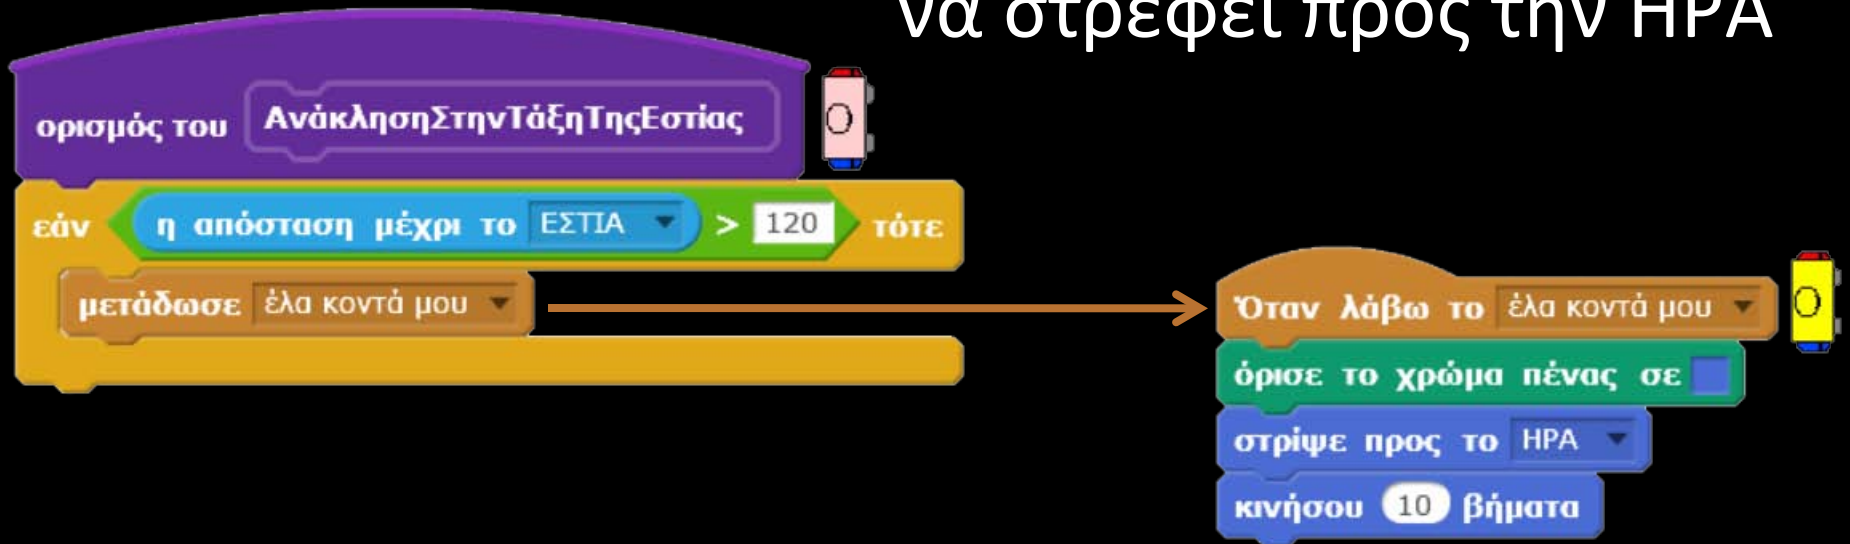 να στρέφει προς την ΗΡΑ
ορισμός του ΑνάκλησηΣτηνΤάξηΤηςΕστίας
εάν η απόσταση μέχρι το ΕΣΤΙΑ > 120 τότε
μετάδωσε έλα κοντά μου
Όταν λάβω το έλα κοντά μου
όρισε το χρώμα πένας σε
στρίψε προς το ΗΡΑ
κινήσου 10 βήματα